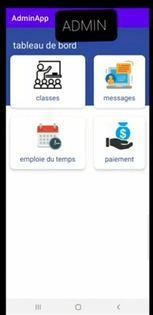 AdminApp
ADMIN
tableau de bord
classes
messages
emploie du temps
paiement